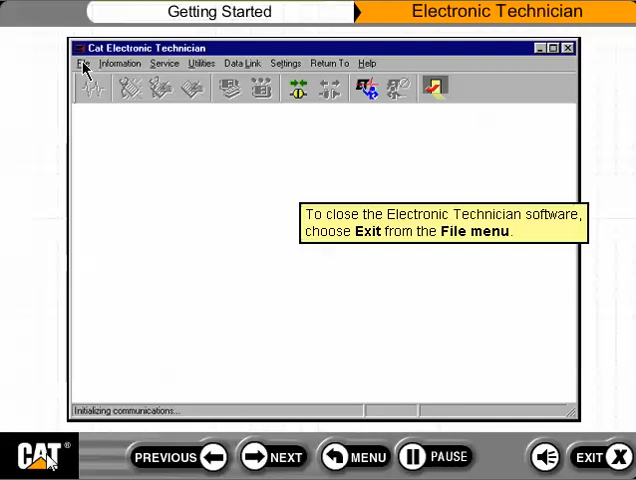 Getting Started
Electronic Technician
Cat Electronic Technician
File Information Service Utilities Data Link Settings Return To Help
To close the Electronic Technician software,
choose Exit from the File menu.
Initializing communications...
CAT®
PREVIOUS NEXT MENU PAUSE EXIT X